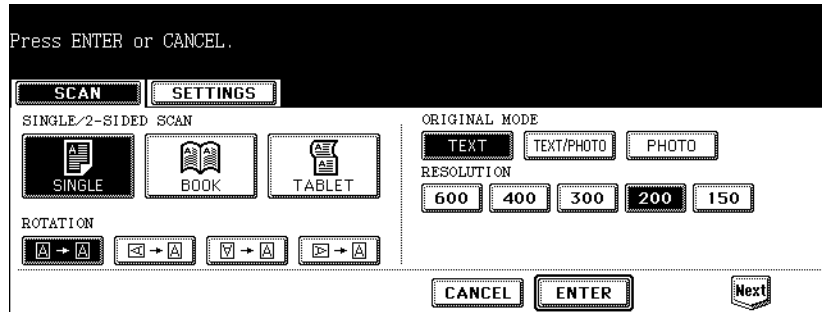 Press ENTER or CANCEL.
SCAN SETTINGS
SINGLE/2-SIDED SCAN
SINGLE BOOK TABLET
ROTATION
A → A A → A A → A A → A
ORIGINAL MODE
TEXT TEXT/PHOTO PHOTO
RESOLUTION
600 400 300 200 150
CANCEL ENTER Next